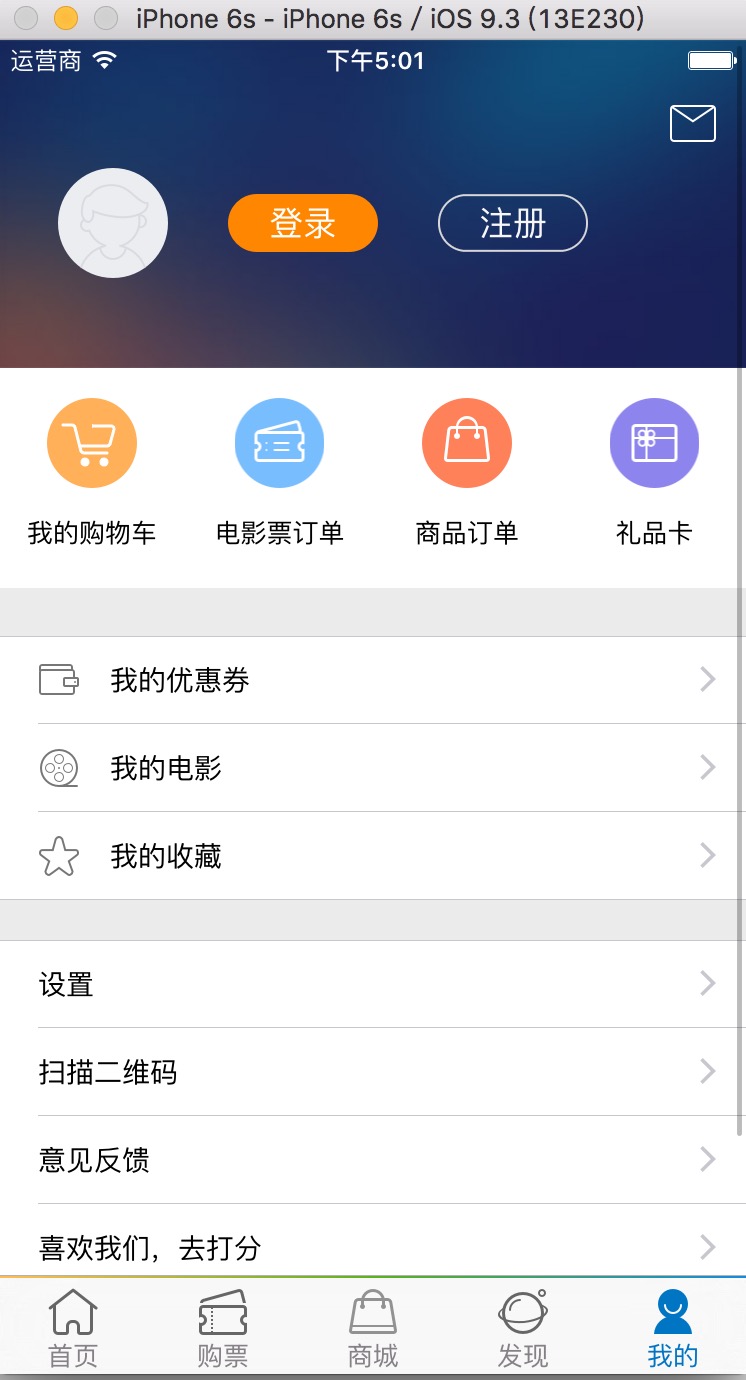 iPhone 6s - iPhone 6s / iOS 9.3 (13E230)
运营商 下午5:01
登录 注册
我的购物车 电影票订单 商品订单 礼品卡
我的优惠券
我的电影
我的收藏
设置
扫描二维码
意见反馈
喜欢我们，去打分
首页 购票 商城 发现 我的